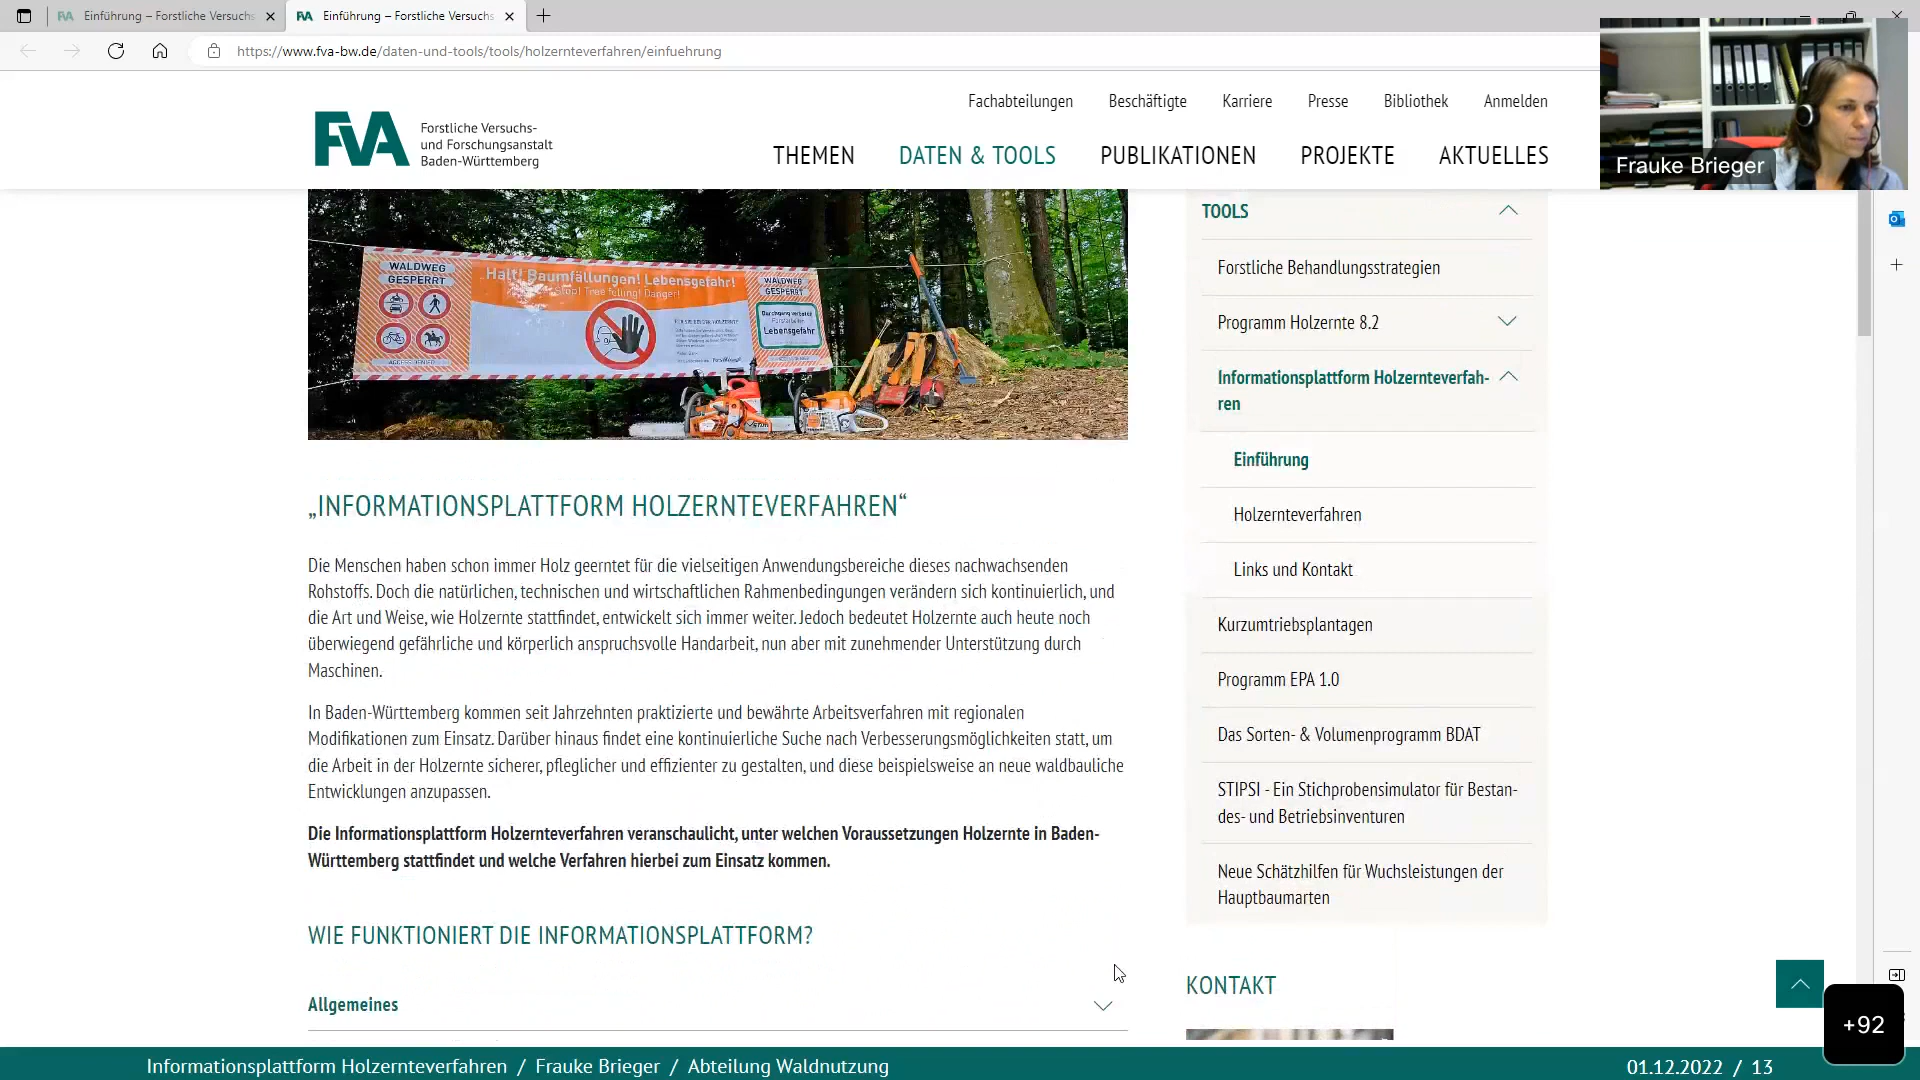 Einführung – Forstliche Versuchs
Einführung – Forstliche Versuchs
https://www.fva-bw.de/daten-und-tools/tools/holzernteverfahren/einfuehrung
Fachabteilungen
Beschäftigte
Karriere
Presse
Bibliothek
Anmelden
FVA
Forstliche Versuchs-
und Forschungsanstalt
Baden-Württemberg
THEMEN
DATEN & TOOLS
PUBLIKATIONEN
PROJEKTE
AKTUELLES
Frauke Brieger
WALDWEG
GESPERRT
Halt! Baumfällungen! Lebensgefahr!
Stop! Tree felling! Danger!
WALDWEG
GESPERRT
Lebensgefahr
„INFORMATIONSPLATTFORM HOLZERNTEVERFAHREN“
Die Menschen haben schon immer Holz geerntet für die vielseitigen Anwendungsbereiche dieses nachwachsenden
Rohstoffs. Doch die natürlichen, technischen und wirtschaftlichen Rahmenbedingungen verändern sich kontinuierlich, und
die Art und Weise, wie Holzernte stattfindet, entwickelt sich immer weiter. Jedoch bedeutet Holzernte auch heute noch
überwiegend gefährliche und körperlich anspruchsvolle Handarbeit, nun aber mit zunehmender Unterstützung durch
Maschinen.
In Baden-Württemberg kommen seit Jahrzehnten praktizierte und bewährte Arbeitsverfahren mit regionalen
Modifikationen zum Einsatz. Darüber hinaus findet eine kontinuierliche Suche nach Verbesserungsmöglichkeiten statt, um
die Arbeit in der Holzernte sicherer, pfleglicher und effizienter zu gestalten, und diese beispielsweise an neue waldbauliche
Entwicklungen anzupassen.
Die Informationsplattform Holzernteverfahren veranschaulicht, unter welchen Voraussetzungen Holzernte in Baden-
Württemberg stattfindet und welche Verfahren hierbei zum Einsatz kommen.
WIE FUNKTIONIERT DIE INFORMATIONSPLATTFORM?
Allgemeines
TOOLS
Forstliche Behandlungsstrategien
Programm Holzernte 8.2
Informationsplattform Holzernteverfah-
ren
Einführung
Holzernteverfahren
Links und Kontakt
Kurzumtriebsplantagen
Programm EPA 1.0
Das Sorten- & Volumenprogramm BDAT
STIPSI - Ein Stichprobensimulator für Bestan-
des- und Betriebsinventuren
Neue Schätzhilfen für Wuchsleistungen der
Hauptbaumarten
KONTAKT
+92
Informationsplattform Holzernteverfahren / Frauke Brieger / Abteilung Waldnutzung
01.12.2022 / 13